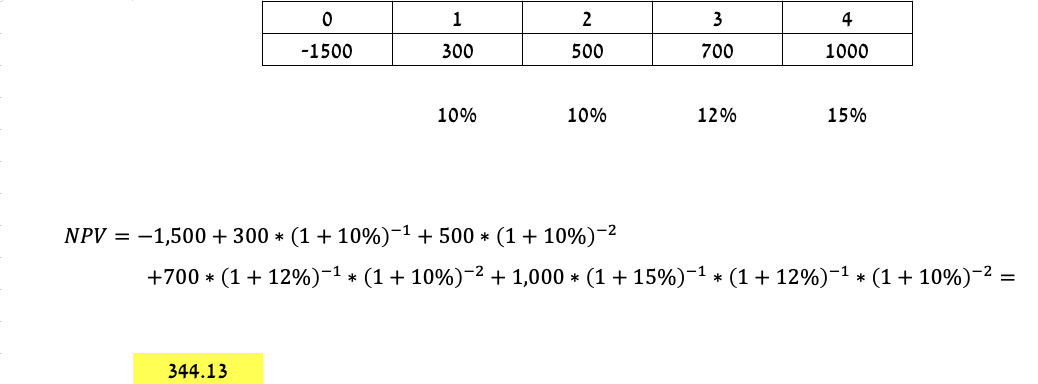 0 1 2 3 4
-1500 300 500 700 1000
10% 10% 12% 15%
NPV = −1,500 + 300 * (1 + 10%)⁻¹ + 500 * (1 + 10%)⁻²
+700 * (1 + 12%)⁻¹ * (1 + 10%)⁻² + 1,000 * (1 + 15%)⁻¹ * (1 + 12%)⁻¹ * (1 + 10%)⁻² =
344.13